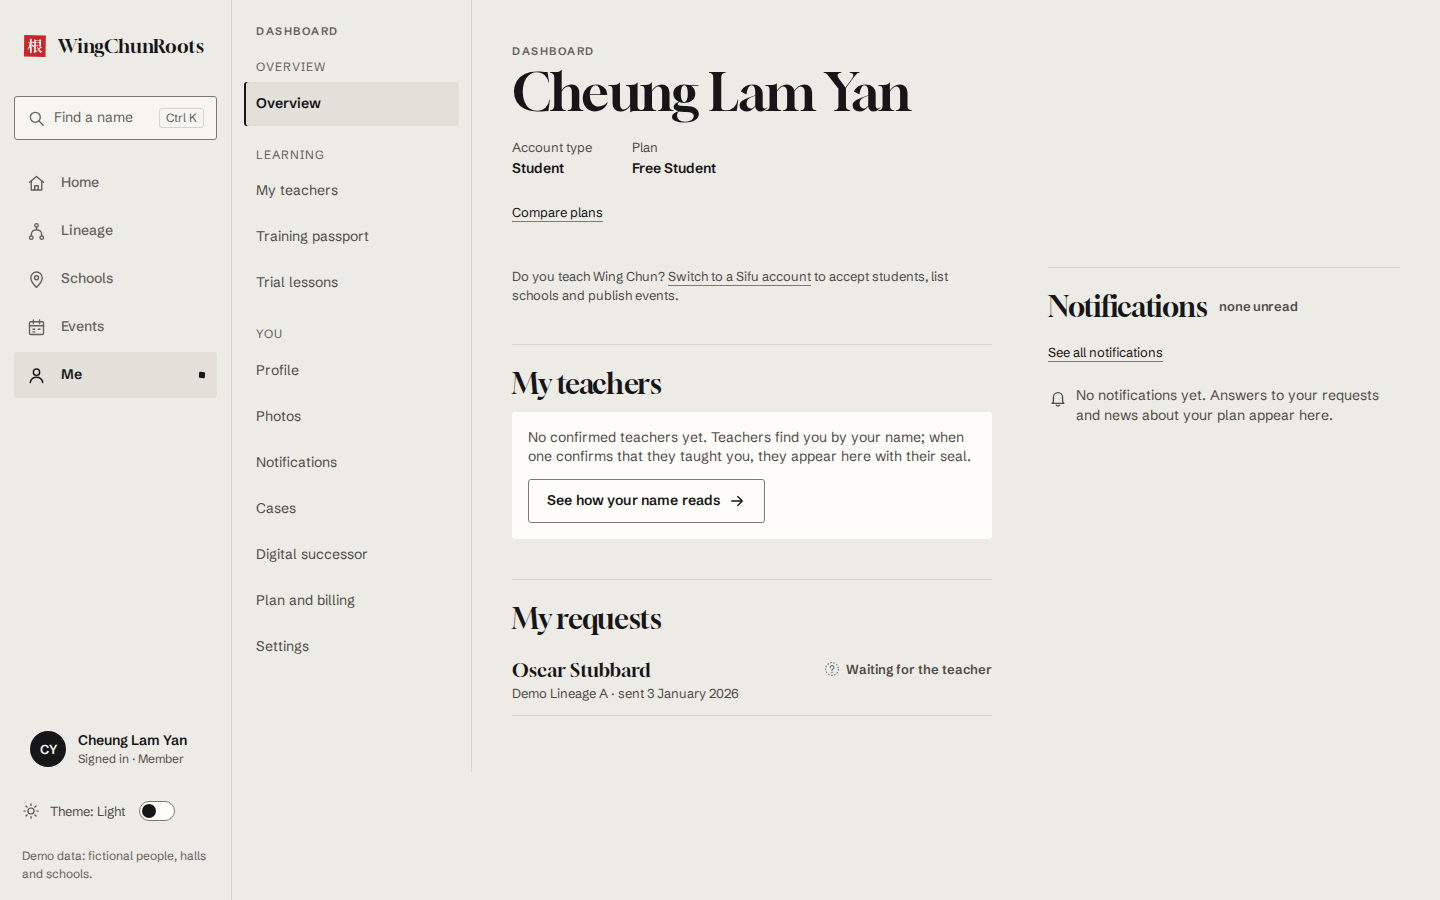 根 WingChunRoots
Find a name Ctrl K
Home
Lineage
Schools
Events
Me
CY
Cheung Lam Yan
Signed in · Member
Theme: Light
Demo data: fictional people, halls
and schools.
DASHBOARD
OVERVIEW
Overview
LEARNING
My teachers
Training passport
Trial lessons
YOU
Profile
Photos
Notifications
Cases
Digital successor
Plan and billing
Settings
DASHBOARD
Cheung Lam Yan
Account type Plan
Student Free Student
Compare plans
Do you teach Wing Chun? Switch to a Sifu account to accept students, list
schools and publish events.
My teachers
No confirmed teachers yet. Teachers find you by your name; when
one confirms that they taught you, they appear here with their seal.
See how your name reads →
My requests
Oscar Stubbard Waiting for the teacher
Demo Lineage A · sent 3 January 2026
Notifications none unread
See all notifications
No notifications yet. Answers to your requests
and news about your plan appear here.